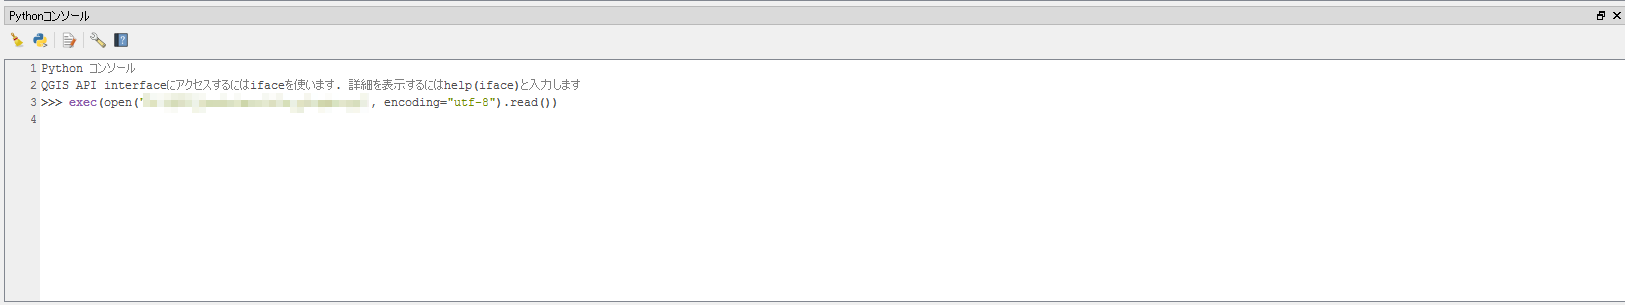 Pythonコンソール
1 Python コンソール
2 QGIS API interfaceにアクセスするにはifaceを使います. 詳細を表示するにはhelp(iface)と入力します
3 >>> exec(open(" , encoding="utf-8").read())
4